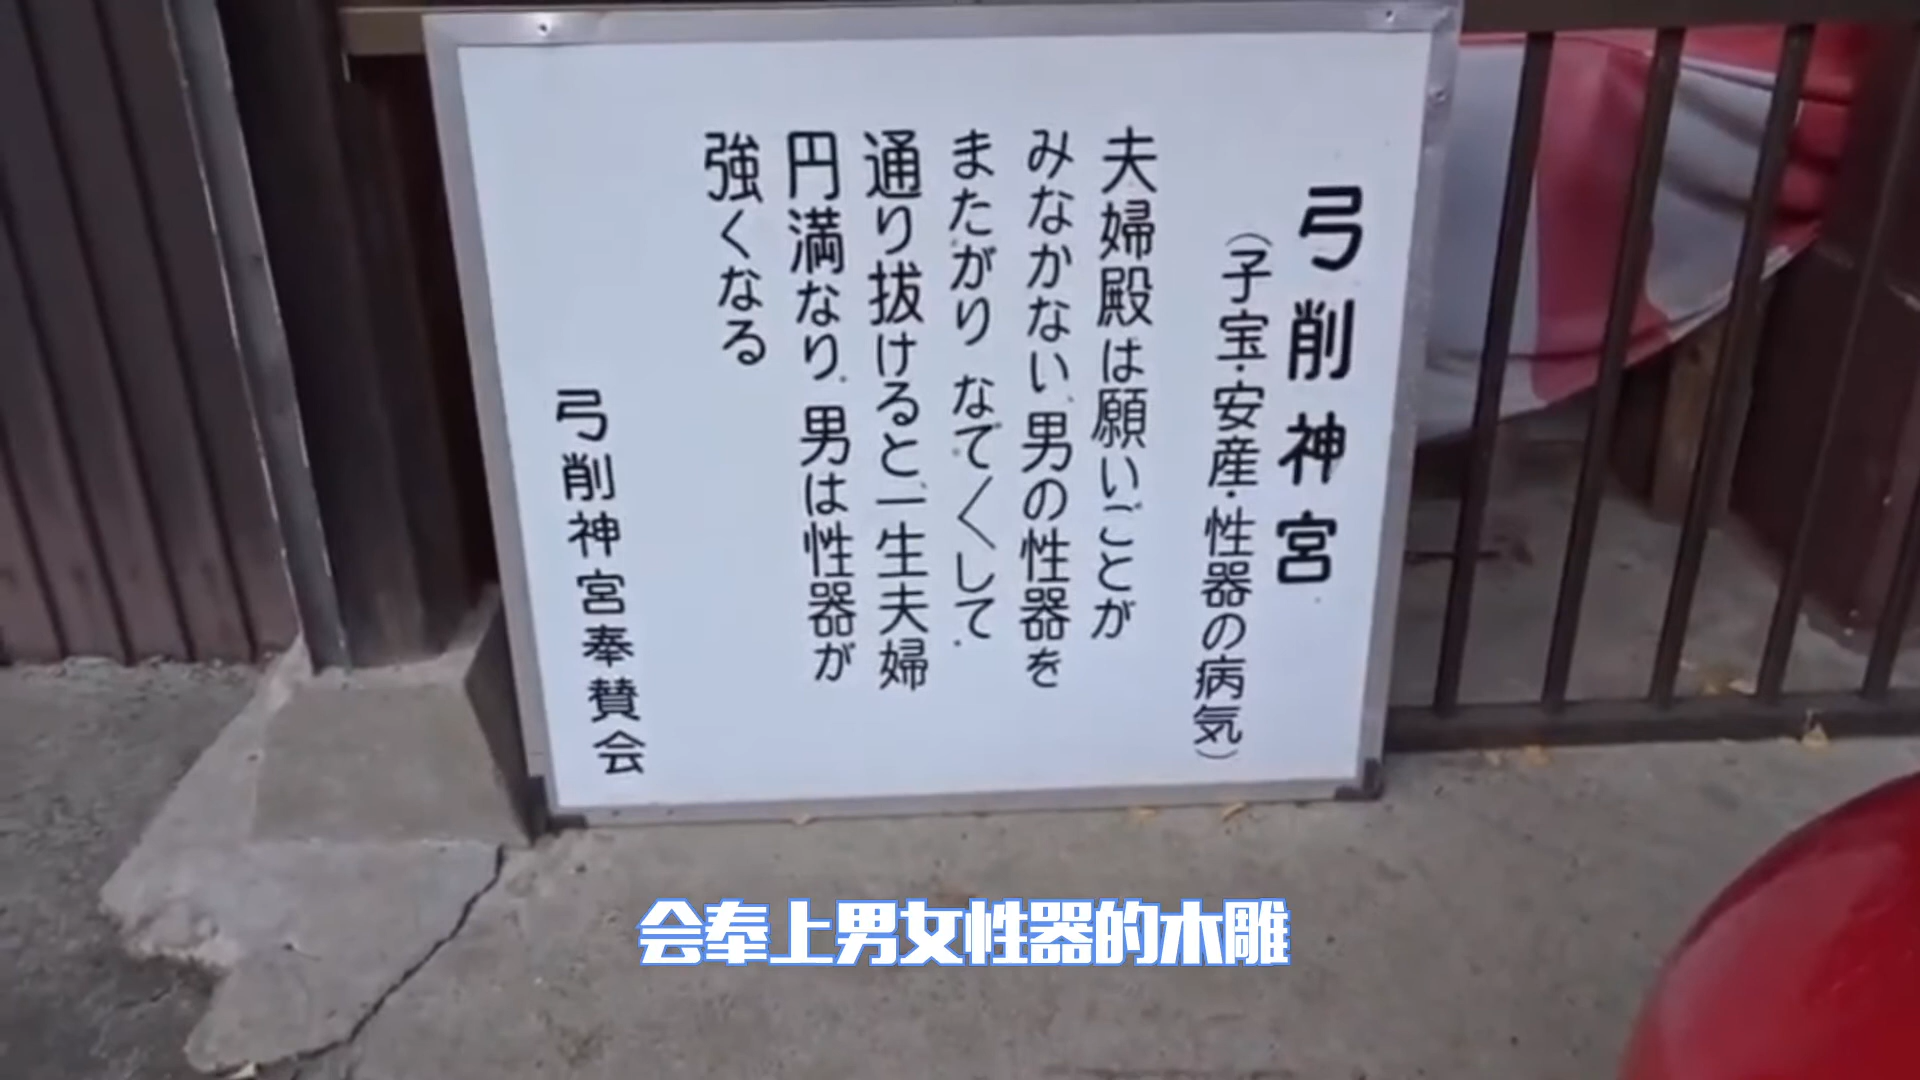 弓削神宮
（子宝・安産・性器の病気）
夫婦殿は願いごとが
みなかない、男の性器を
またがり なで〱して、
通り抜けると、一生夫婦
円満なり、男は性器が
強くなる
弓削神宮奉賛会
会奉上男女性器的木雕